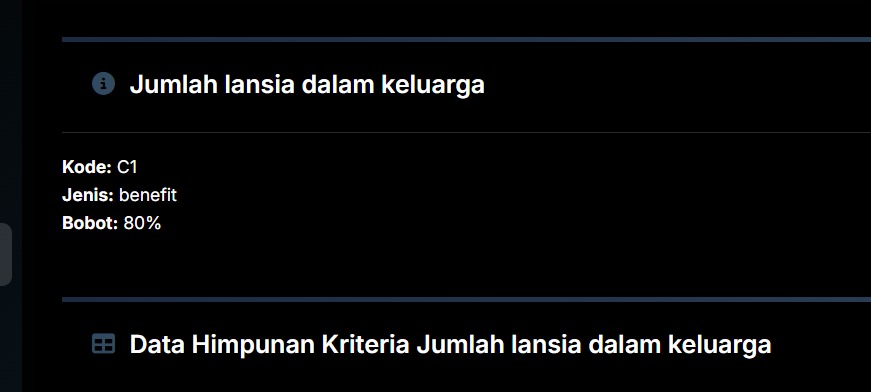 Jumlah lansia dalam keluarga
Kode: C1
Jenis: benefit
Bobot: 80%
Data Himpunan Kriteria Jumlah lansia dalam keluarga